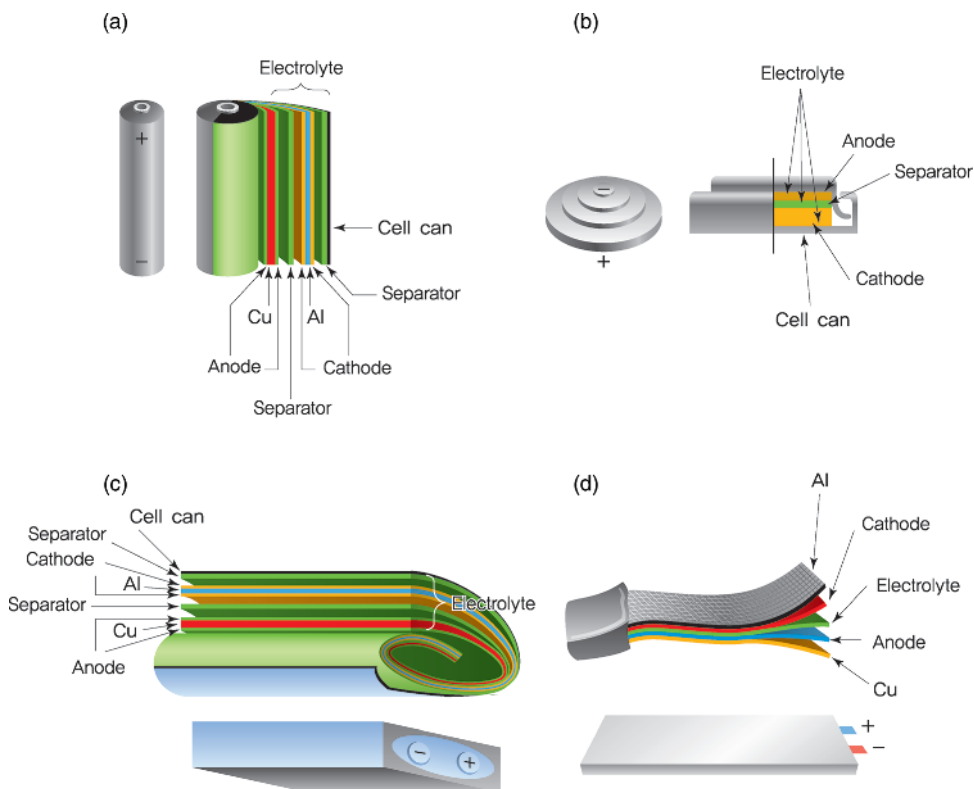 (a)
Electrolyte
+
−
Cell can
Separator
Cu
Al
Anode
Cathode
Separator
(b)
Electrolyte
Anode
Separator
−
+
Cathode
Cell can
(c)
Cell can
Separator
Cathode
Al
Separator
Electrolyte
Cu
Anode
−
+
(d)
Al
Cathode
Electrolyte
Anode
Cu
+
−